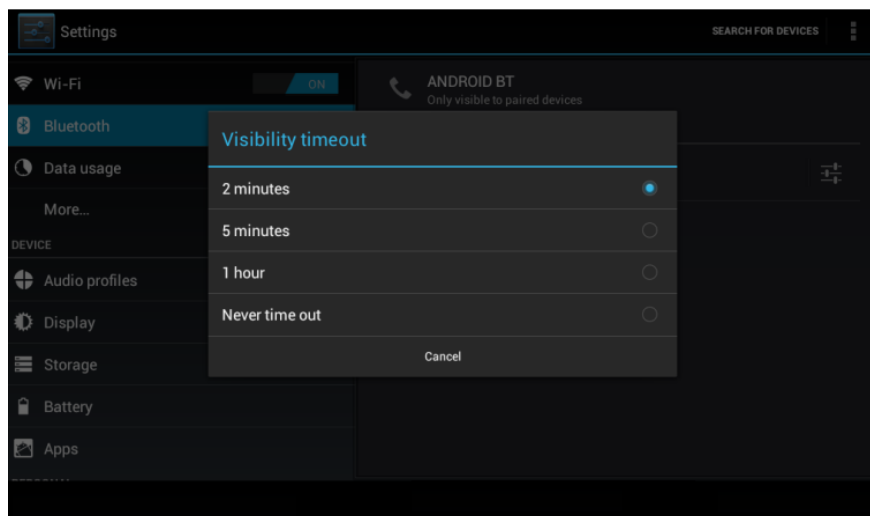 Settings
SEARCH FOR DEVICES
Wi-Fi
ON
ANDROID BT
Only visible to paired devices
Bluetooth
Visibility timeout
Data usage
2 minutes
More...
5 minutes
DEVICE
Audio profiles
1 hour
Display
Never time out
Storage
Cancel
Battery
Apps